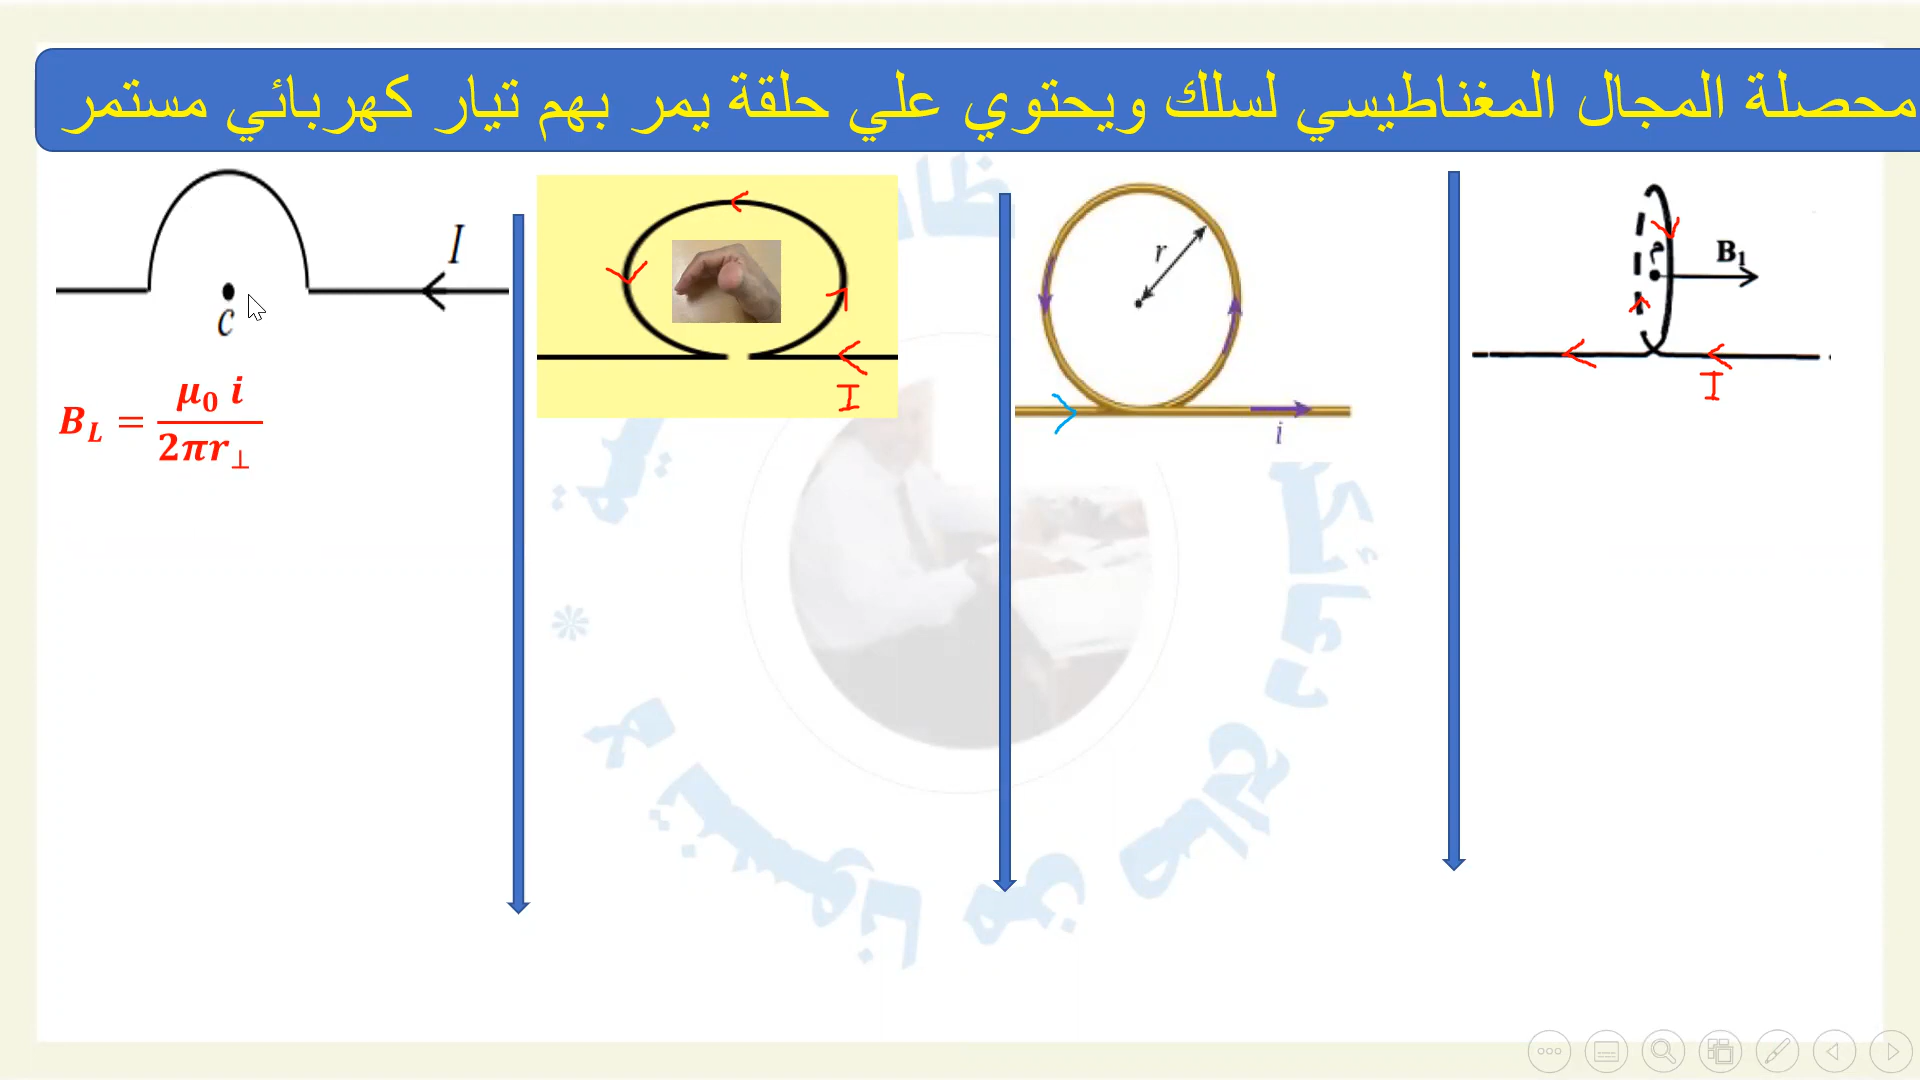 محصلة المجال المغناطيسي لسلك ويحتوي علي حلقة يمر بهم تيار كهربائي مستمر
I
C
B_L = μ₀ i / 2πr⊥
I
r
i
م
B₁
I